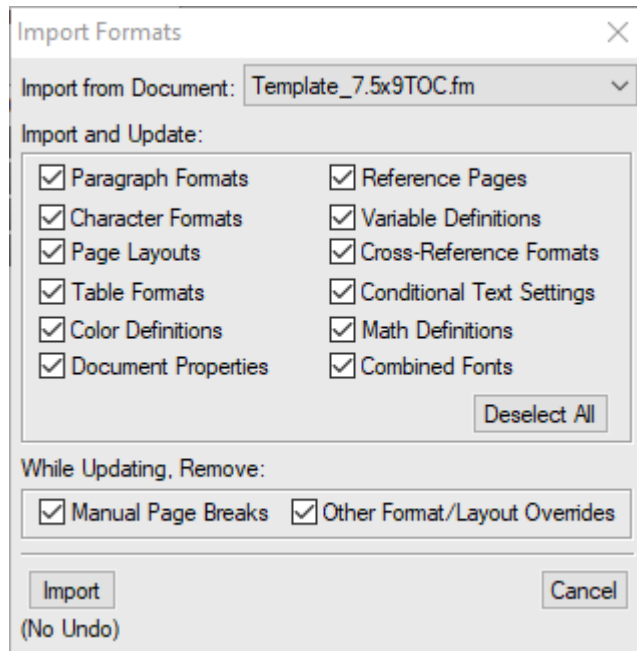 Import Formats
Import from Document: Template_7.5x9TOC.fm
Import and Update:
Paragraph Formats Reference Pages
Character Formats Variable Definitions
Page Layouts Cross-Reference Formats
Table Formats Conditional Text Settings
Color Definitions Math Definitions
Document Properties Combined Fonts
Deselect All
While Updating, Remove:
Manual Page Breaks Other Format/Layout Overrides
Import Cancel
(No Undo)